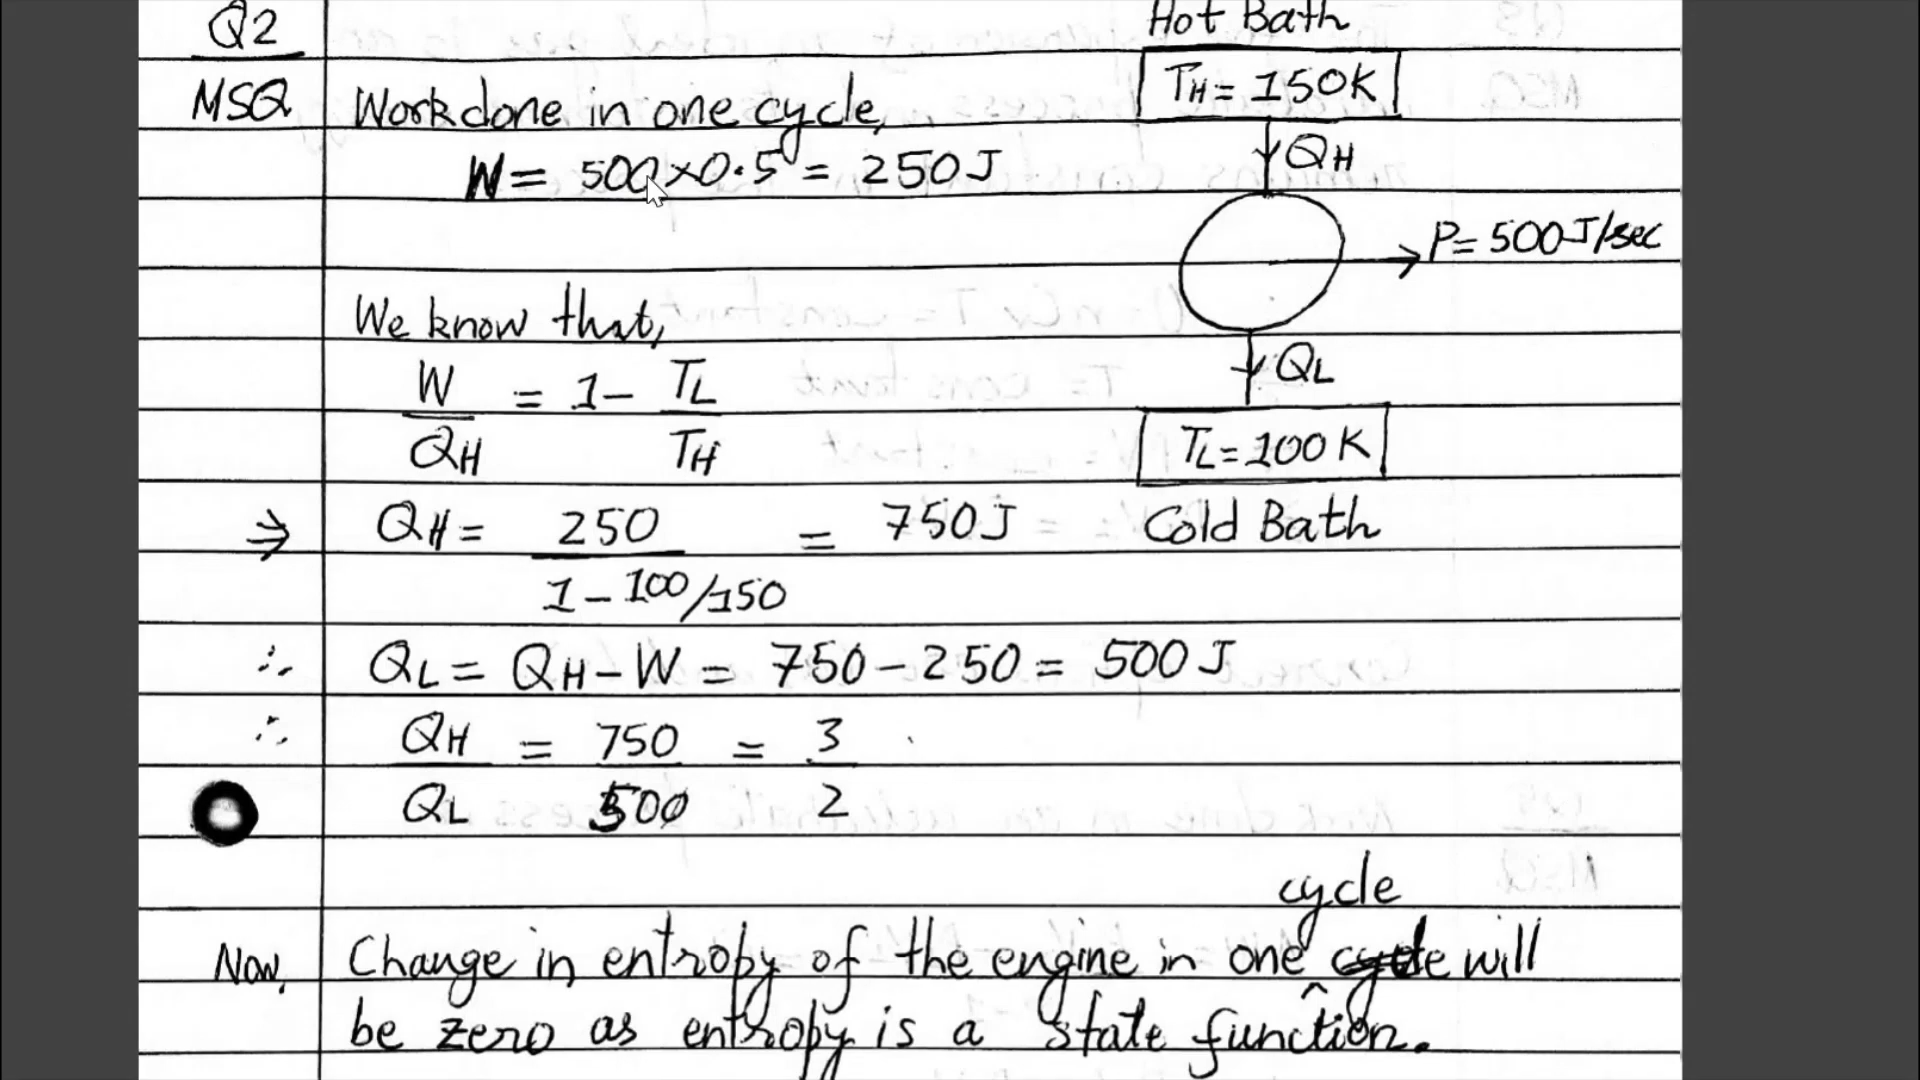 Q2
MSQ
Work done in one cycle,
W = 500 × 0.5 = 250 J
We know that,
W/QH = 1 - TL/TH
⇒ QH = 250/(1 - 100/150) = 750 J
∴ QL = QH - W = 750 - 250 = 500 J
∴ QH/QL = 750/500 = 3/2
Hot Bath
TH = 150K
QH
P = 500 J/sec
QL
TL = 100 K
Cold Bath
cycle
Now, Change in entropy of the engine in one ^ will
be zero as entropy is a state function.